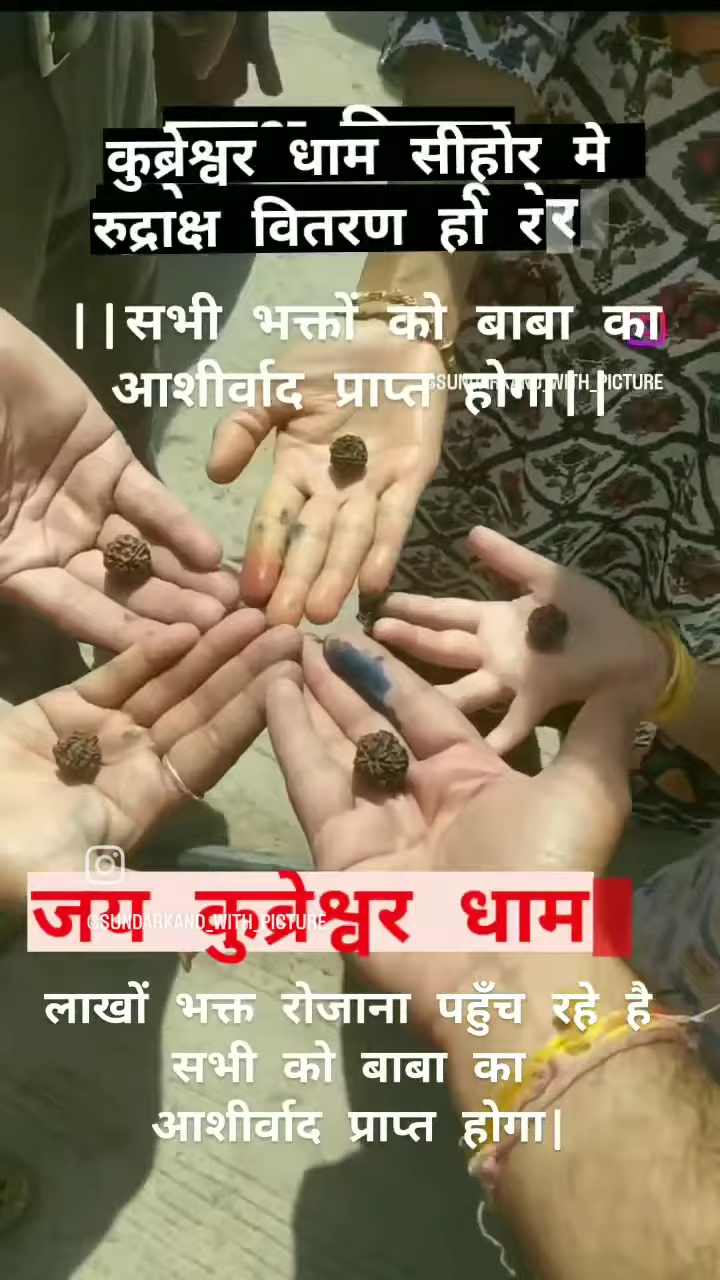 कुब्रेश्वर धाम सीहोर मे
रुद्राक्ष वितरण हो
||सभी भक्तों को बाबा का
आशीर्वाद प्राप्त होगा||
@SUNDARKAND_WITH_PICTURE
जय कुब्रेश्वर धाम
@SUNDARKAND_WITH_PICTURE
लाखों भक्त रोजाना पहुँच रहे है
सभी को बाबा का
आशीर्वाद प्राप्त होगा|